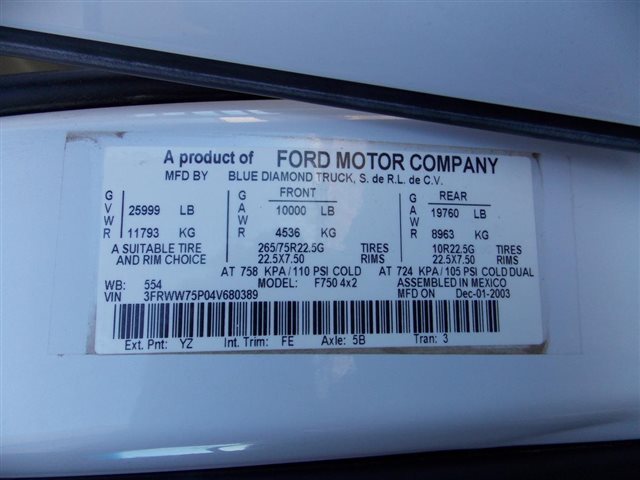 A product of FORD MOTOR COMPANY
MFD BY BLUE DIAMOND TRUCK, S. de R.L. de C.V.
GVWR FRONT GAWR REAR GAWR
25999 LB 10000 LB 19760 LB
11793 KG 4536 KG 8963 KG
A SUITABLE TIRE 265/75R22.5G TIRES 10R22.5G TIRES
AND RIM CHOICE 22.5X7.50 RIMS 22.5X7.50 RIMS
AT 758 KPA/110 PSI COLD AT 724 KPA/105 PSI COLD DUAL
WB: 554 MODEL: F750 4x2 ASSEMBLED IN MEXICO
VIN 3FRWW75P04V680389 MFD ON Dec-01-2003
Ext. Pnt: YZ Int. Trim: FE Axle: 5B Tran: 3